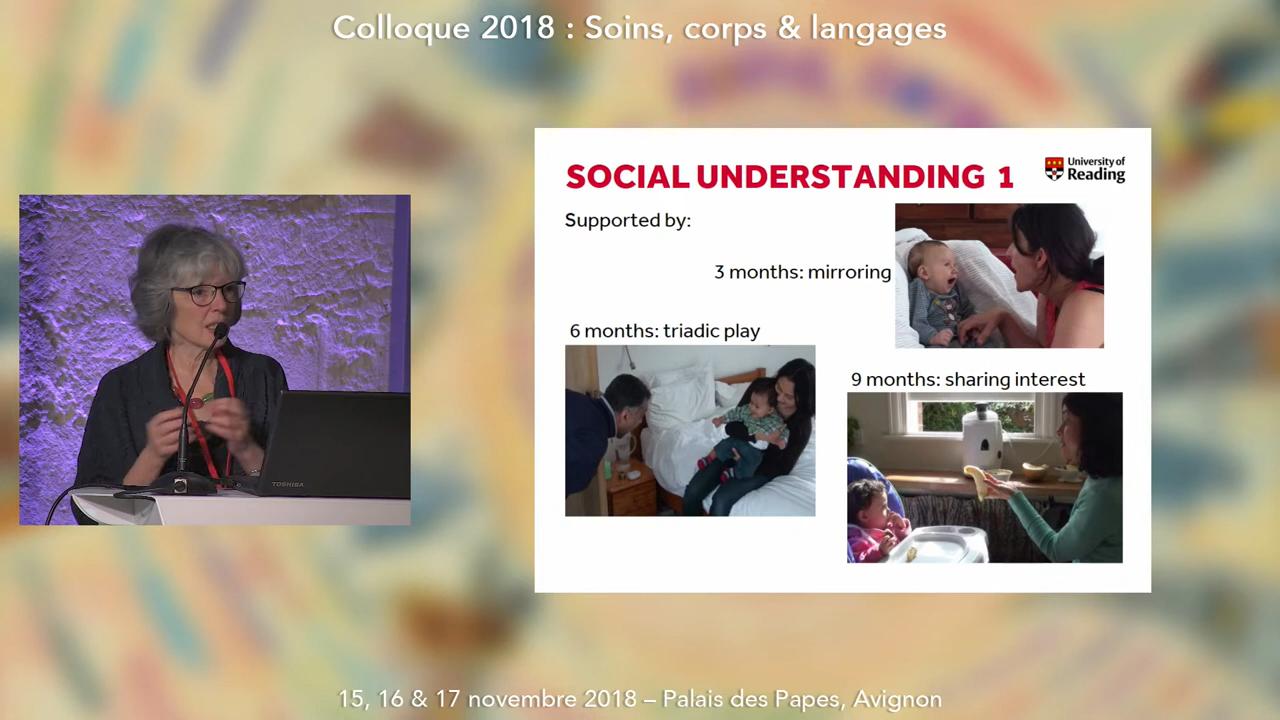 Colloque 2018 : Soins, corps & langages
SOCIAL UNDERSTANDING 1
University of
Reading
Supported by:
3 months: mirroring
6 months: triadic play
9 months: sharing interest
TOSHIBA
15, 16 & 17 novembre 2018 – Palais des Papes, Avignon